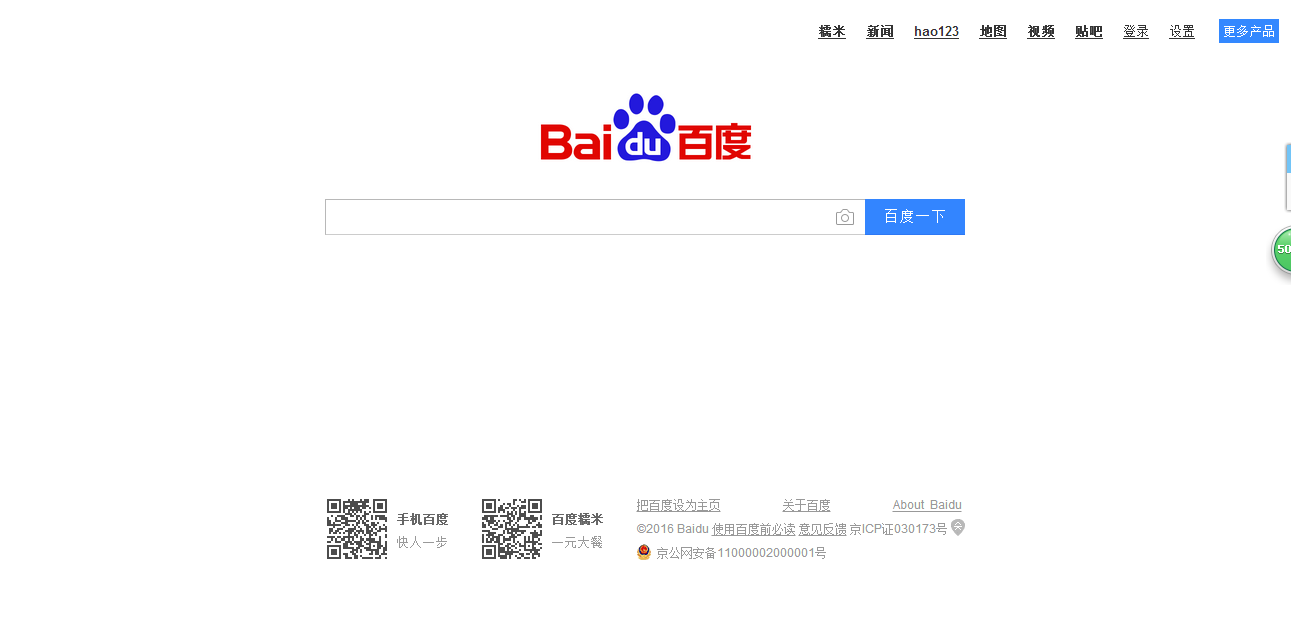 糯米 新闻 hao123 地图 视频 贴吧 登录 设置 更多产品
Bai du 百度
百度一下
50
手机百度
快人一步
百度糯米
一元大餐
把百度设为主页 关于百度 About Baidu
©2016 Baidu 使用百度前必读 意见反馈 京ICP证030173号
京公网安备11000002000001号